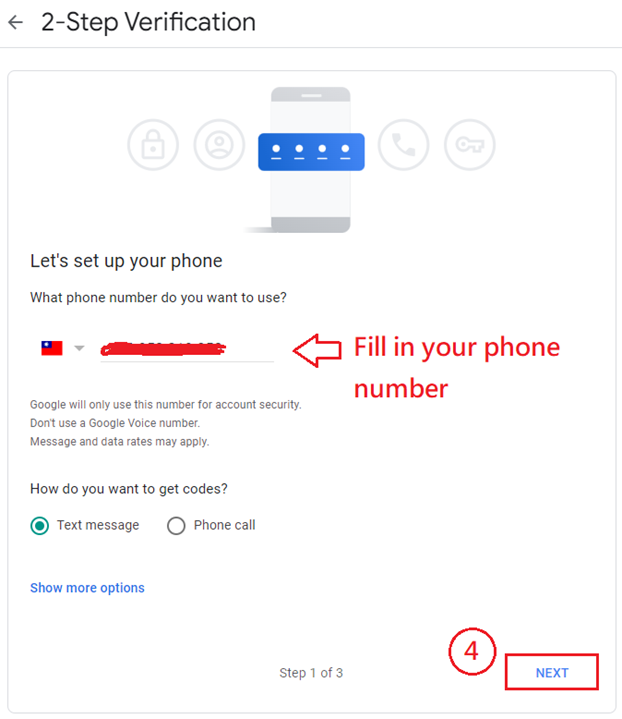 2-Step Verification
Let's set up your phone
What phone number do you want to use?
Fill in your phone
number
Google will only use this number for account security.
Don't use a Google Voice number.
Message and data rates may apply.
How do you want to get codes?
Text message Phone call
Show more options
Step 1 of 3 4 NEXT